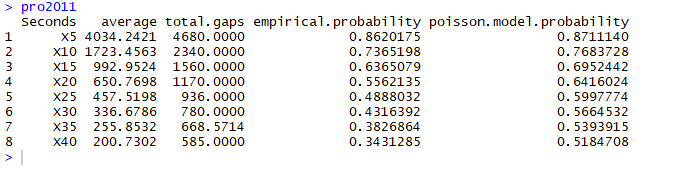 > pro2011
Seconds average total.gaps empirical.probability poisson.model.probability
1 X5 4034.2421 4680.0000 0.8620175 0.8711140
2 X10 1723.4563 2340.0000 0.7365198 0.7683728
3 X15 992.9524 1560.0000 0.6365079 0.6952442
4 X20 650.7698 1170.0000 0.5562135 0.6416024
5 X25 457.5198 936.0000 0.4888032 0.5997774
6 X30 336.6786 780.0000 0.4316392 0.5664532
7 X35 255.8532 668.5714 0.3826864 0.5393915
8 X40 200.7302 585.0000 0.3431285 0.5184708
>